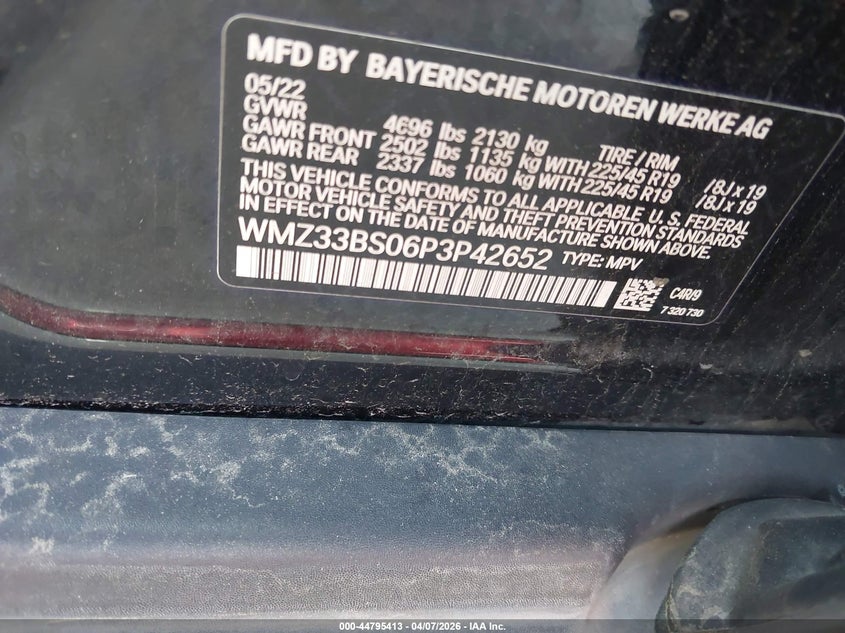 MFD BY BAYERISCHE MOTOREN WERKE AG
05/22
GVWR 4696 lbs 2130 kg TIRE / RIM
GAWR FRONT 2502 lbs 1135 kg WITH 225/45 R19 /8J x 19
GAWR REAR 2337 lbs 1060 kg WITH 225/45 R19 /8J x 19
THIS VEHICLE CONFORMS TO ALL APPLICABLE U.S. FEDERAL
MOTOR VEHICLE SAFETY, BUMPER, AND THEFT PREVENTION STANDARDS
IN EFFECT ON THE DATE OF MANUFACTURE SHOWN ABOVE.
WMZ33BS06P3P42652 TYPE: MPV
C4R/9
7 320 730
000-44795413 - 04/07/2026 - IAA Inc.